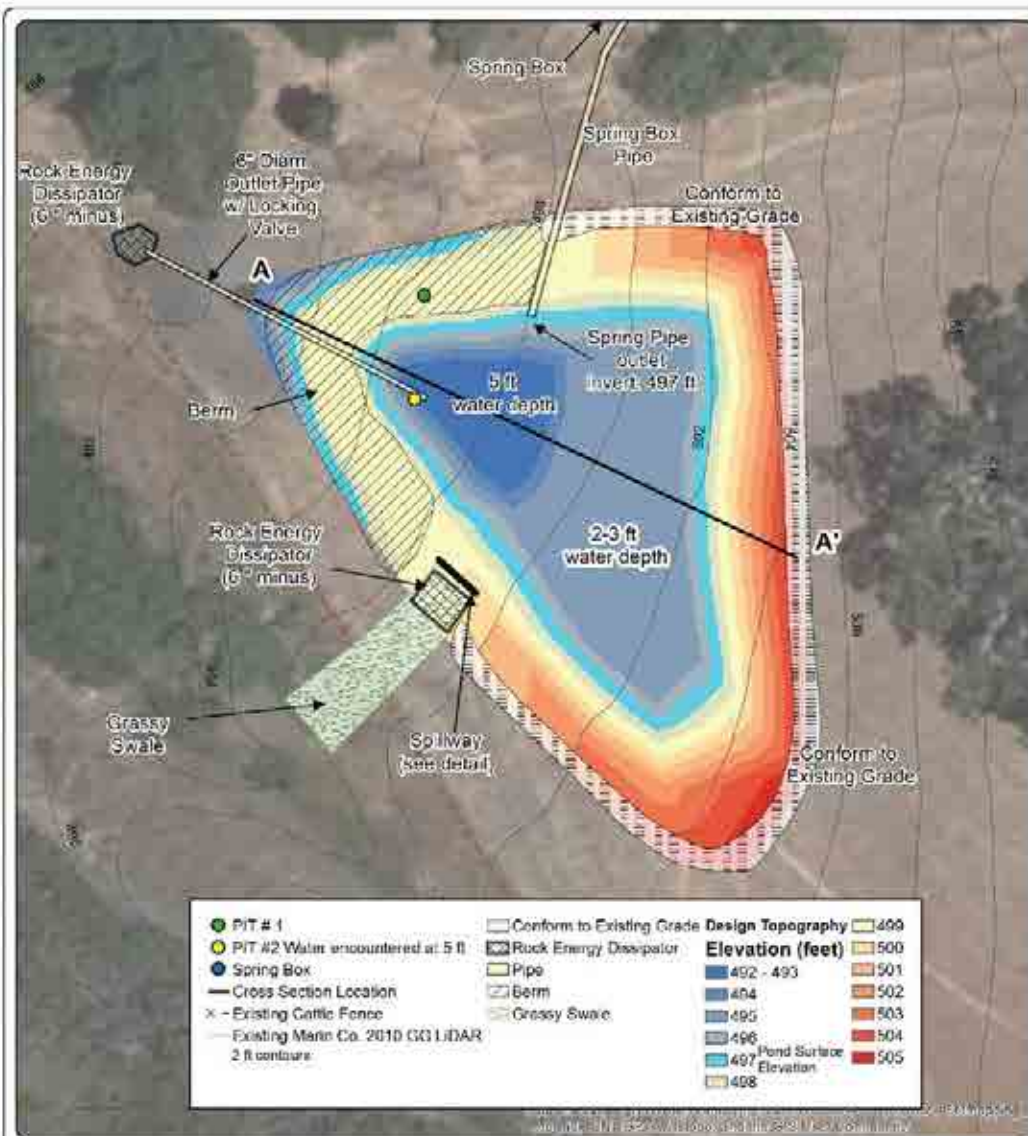 Spring Box
Spring Box
Pipe
Rock Energy
Dissipator
(6" minus)
6" Diam
Outlet Pipe
w/ Locking
Valve
Conform to
Existing Grade
A
498
Spring Pipe
outlet
invert: 497 ft
5 ft
water depth
Berm
502
2-3 ft
water depth
A'
Rock Energy
Dissipator
(6" minus)
Grassy
Swale
Spillway
(see detail)
Conform to
Existing Grade
PIT # 1
PIT #2 Water encountered at 5 ft
Spring Box
Cross Section Location
Existing Cattle Fence
Existing Marin Co. 2010 GG LiDAR
2 ft contours
Conform to Existing Grade
Rock Energy Dissipator
Pipe
Berm
Grassy Swale
Design Topography
Elevation (feet)
492 - 493
494
495
496
497 Pond Surface
Elevation
498
499
500
501
502
503
504
505